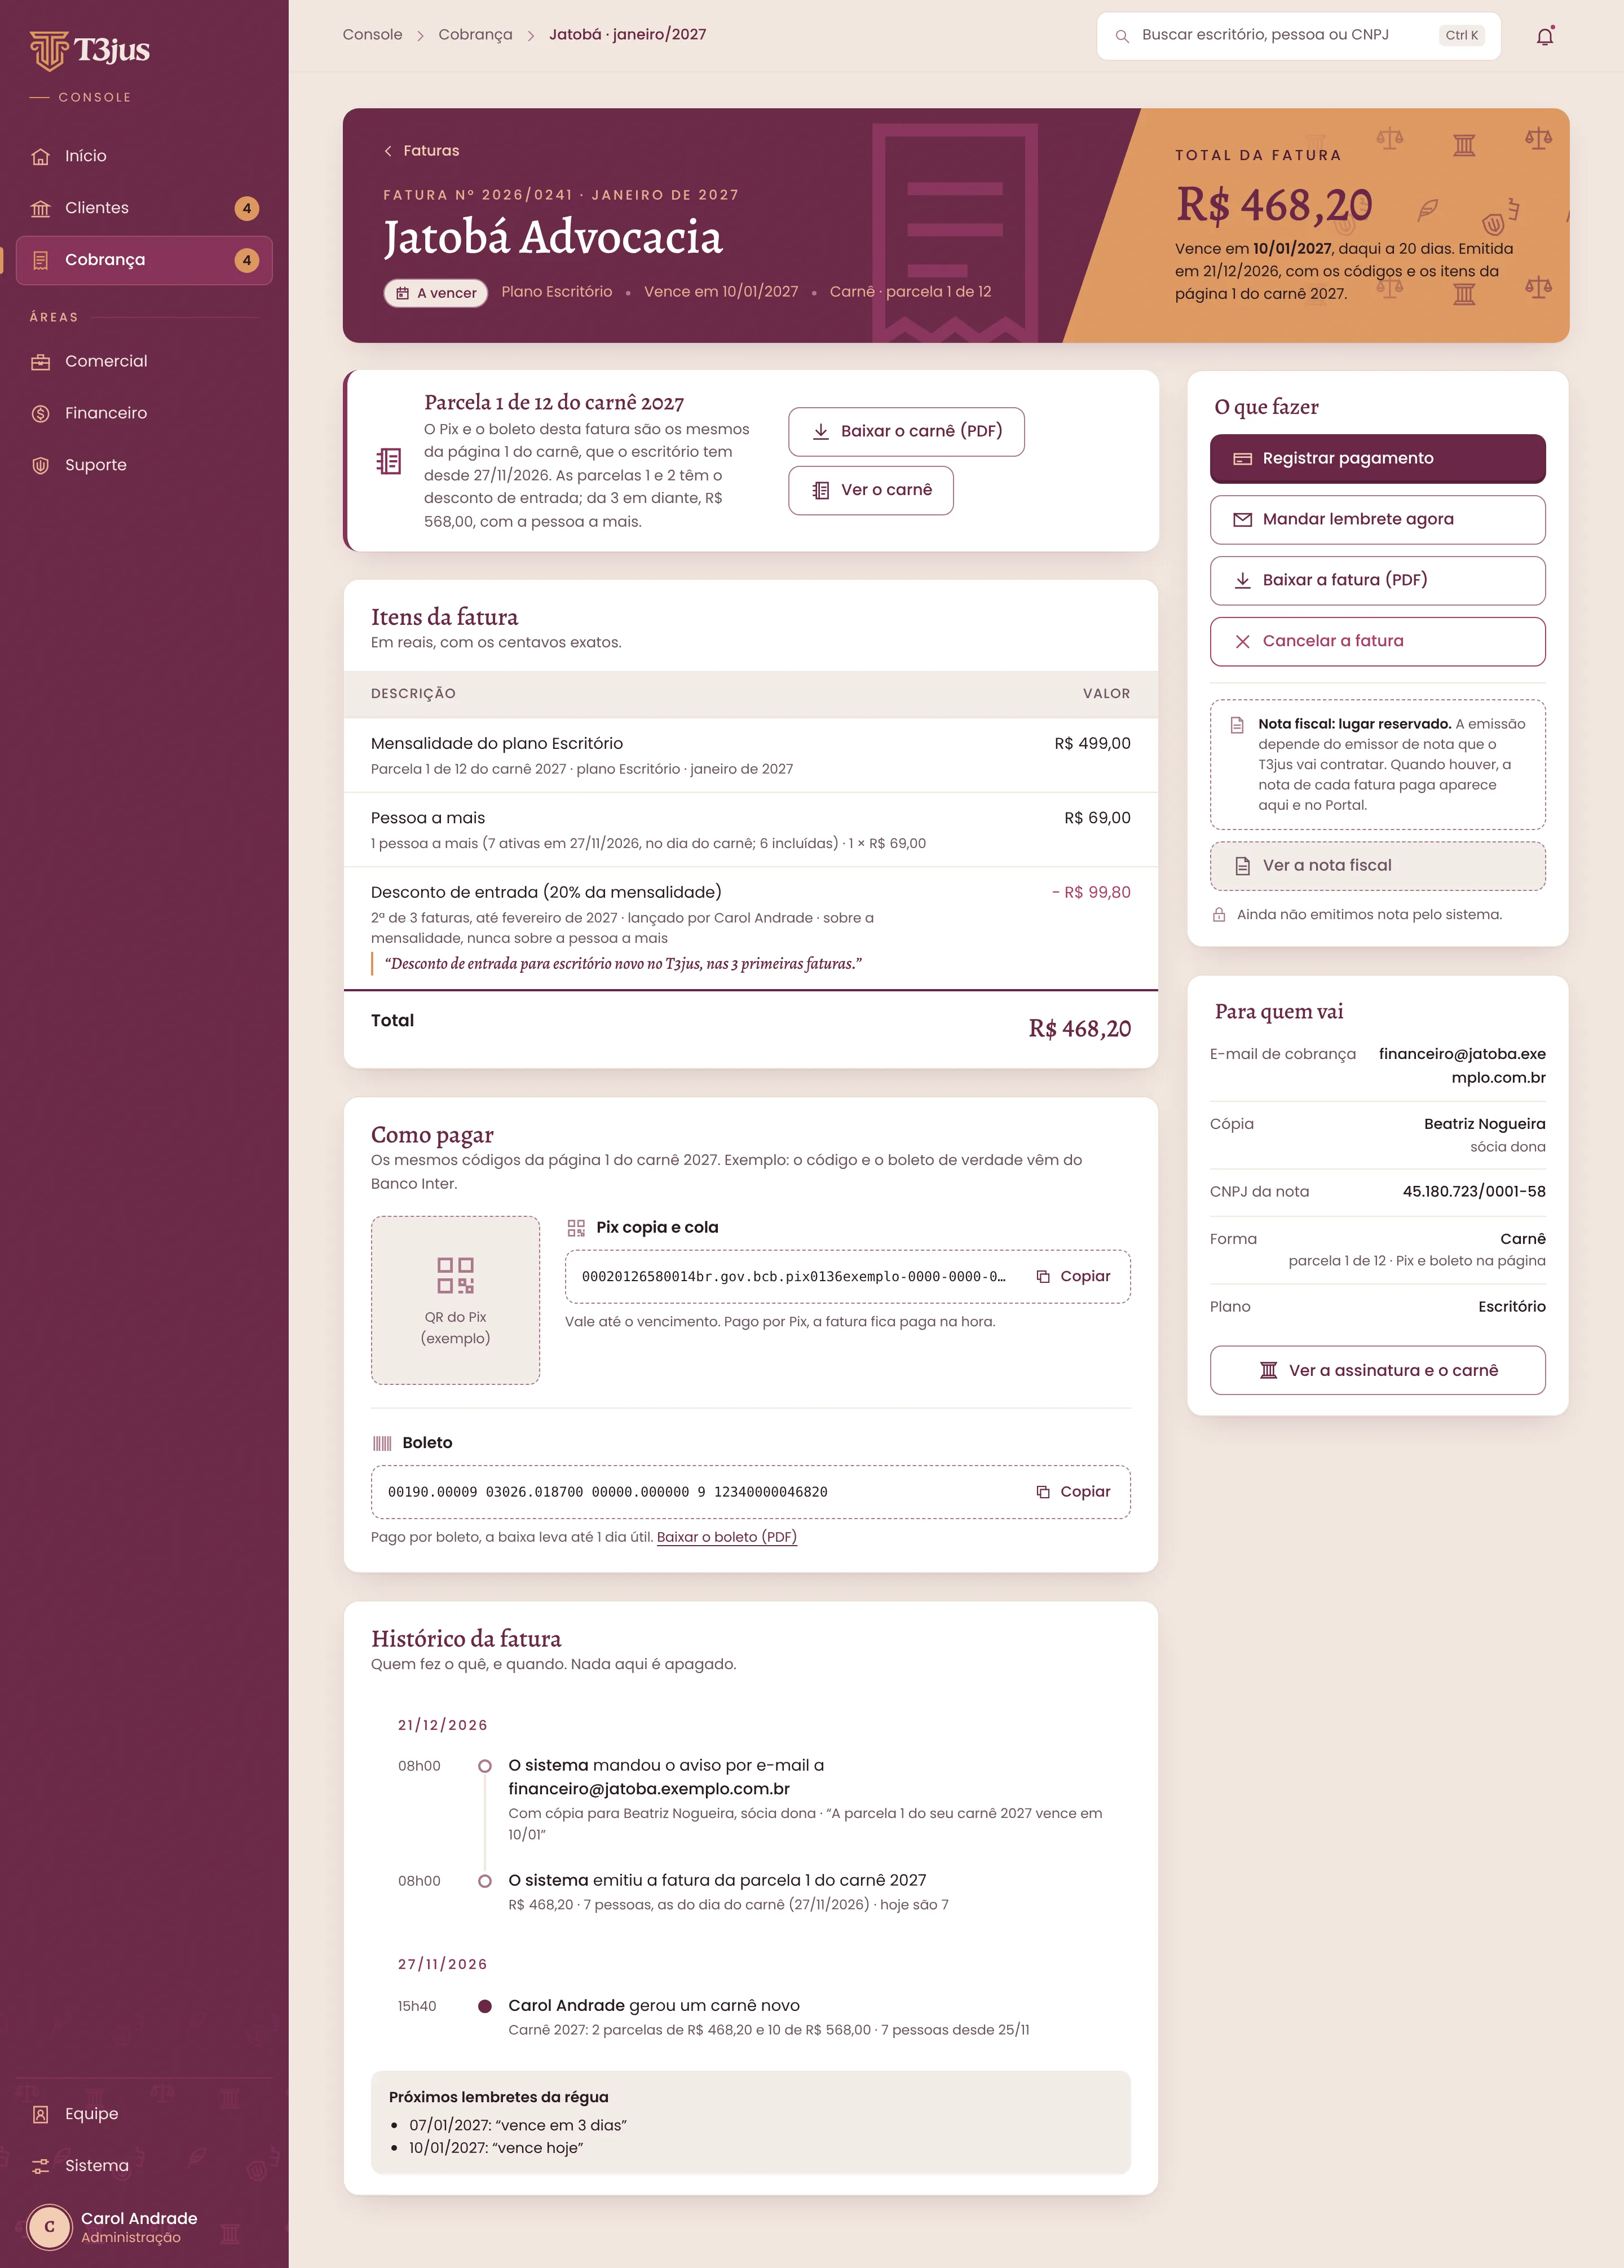 T3jus
CONSOLE
Início
Clientes 4
Cobrança 4
ÁREAS
Comercial
Financeiro
Suporte
Equipe
Sistema
C
Carol Andrade
Administração
Console > Cobrança > Jatobá · janeiro/2027
Buscar escritório, pessoa ou CNPJ Ctrl K
Faturas
FATURA Nº 2026/0241 · JANEIRO DE 2027
Jatobá Advocacia
A vencer Plano Escritório • Vence em 10/01/2027 • Carnê · parcela 1 de 12
TOTAL DA FATURA
R$ 468,20
Vence em 10/01/2027, daqui a 20 dias. Emitida
em 21/12/2026, com os códigos e os itens da
página 1 do carnê 2027.
Parcela 1 de 12 do carnê 2027
O Pix e o boleto desta fatura são os mesmos
da página 1 do carnê, que o escritório tem
desde 27/11/2026. As parcelas 1 e 2 têm o
desconto de entrada; da 3 em diante, R$
568,00, com a pessoa a mais.
Baixar o carnê (PDF)
Ver o carnê
Itens da fatura
Em reais, com os centavos exatos.
DESCRIÇÃO VALOR
Mensalidade do plano Escritório R$ 499,00
Parcela 1 de 12 do carnê 2027 · plano Escritório · janeiro de 2027
Pessoa a mais R$ 69,00
1 pessoa a mais (7 ativas em 27/11/2026, no dia do carnê; 6 incluídas) · 1 × R$ 69,00
Desconto de entrada (20% da mensalidade) − R$ 99,80
2ª de 3 faturas, até fevereiro de 2027 · lançado por Carol Andrade · sobre a
mensalidade, nunca sobre a pessoa a mais
“Desconto de entrada para escritório novo no T3jus, nas 3 primeiras faturas.”
Total R$ 468,20
Como pagar
Os mesmos códigos da página 1 do carnê 2027. Exemplo: o código e o boleto de verdade vêm do
Banco Inter.
QR do Pix
(exemplo)
Pix copia e cola
00020126580014br.gov.bcb.pix0136exemplo-0000-0000-0… Copiar
Vale até o vencimento. Pago por Pix, a fatura fica paga na hora.
Boleto
00190.00009 03026.018700 00000.000000 9 12340000046820 Copiar
Pago por boleto, a baixa leva até 1 dia útil. Baixar o boleto (PDF)
Histórico da fatura
Quem fez o quê, e quando. Nada aqui é apagado.
21/12/2026
08h00 O sistema mandou o aviso por e-mail a
financeiro@jatoba.exemplo.com.br
Com cópia para Beatriz Nogueira, sócia dona · “A parcela 1 do seu carnê 2027 vence em
10/01”
08h00 O sistema emitiu a fatura da parcela 1 do carnê 2027
R$ 468,20 · 7 pessoas, as do dia do carnê (27/11/2026) · hoje são 7
27/11/2026
15h40 Carol Andrade gerou um carnê novo
Carnê 2027: 2 parcelas de R$ 468,20 e 10 de R$ 568,00 · 7 pessoas desde 25/11
Próximos lembretes da régua
• 07/01/2027: “vence em 3 dias”
• 10/01/2027: “vence hoje”
O que fazer
Registrar pagamento
Mandar lembrete agora
Baixar a fatura (PDF)
Cancelar a fatura
Nota fiscal: lugar reservado. A emissão
depende do emissor de nota que o
T3jus vai contratar. Quando houver, a
nota de cada fatura paga aparece
aqui e no Portal.
Ver a nota fiscal
Ainda não emitimos nota pelo sistema.
Para quem vai
E-mail de cobrança financeiro@jatoba.exe
mplo.com.br
Cópia Beatriz Nogueira
sócia dona
CNPJ da nota 45.180.723/0001-58
Forma Carnê
parcela 1 de 12 · Pix e boleto na página
Plano Escritório
Ver a assinatura e o carnê